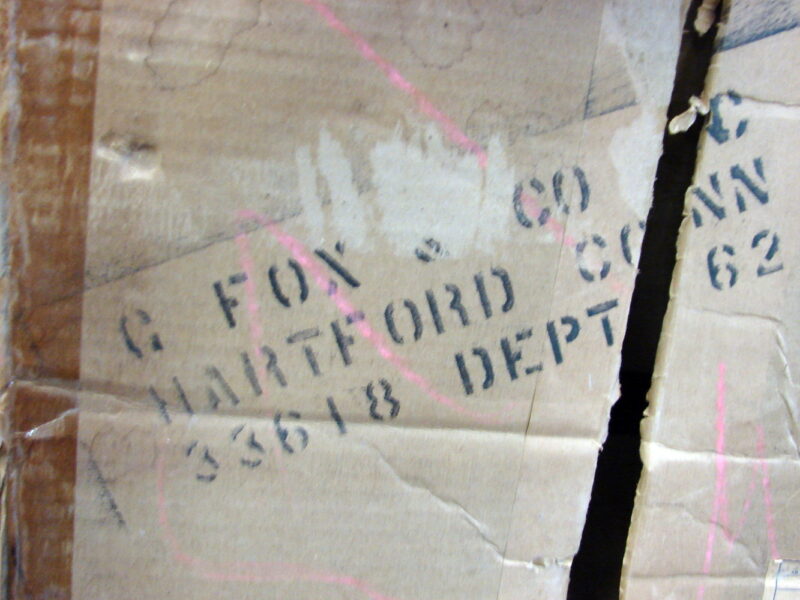 G FOX & CO C
HARTFORD CONN
33618 DEPT 62